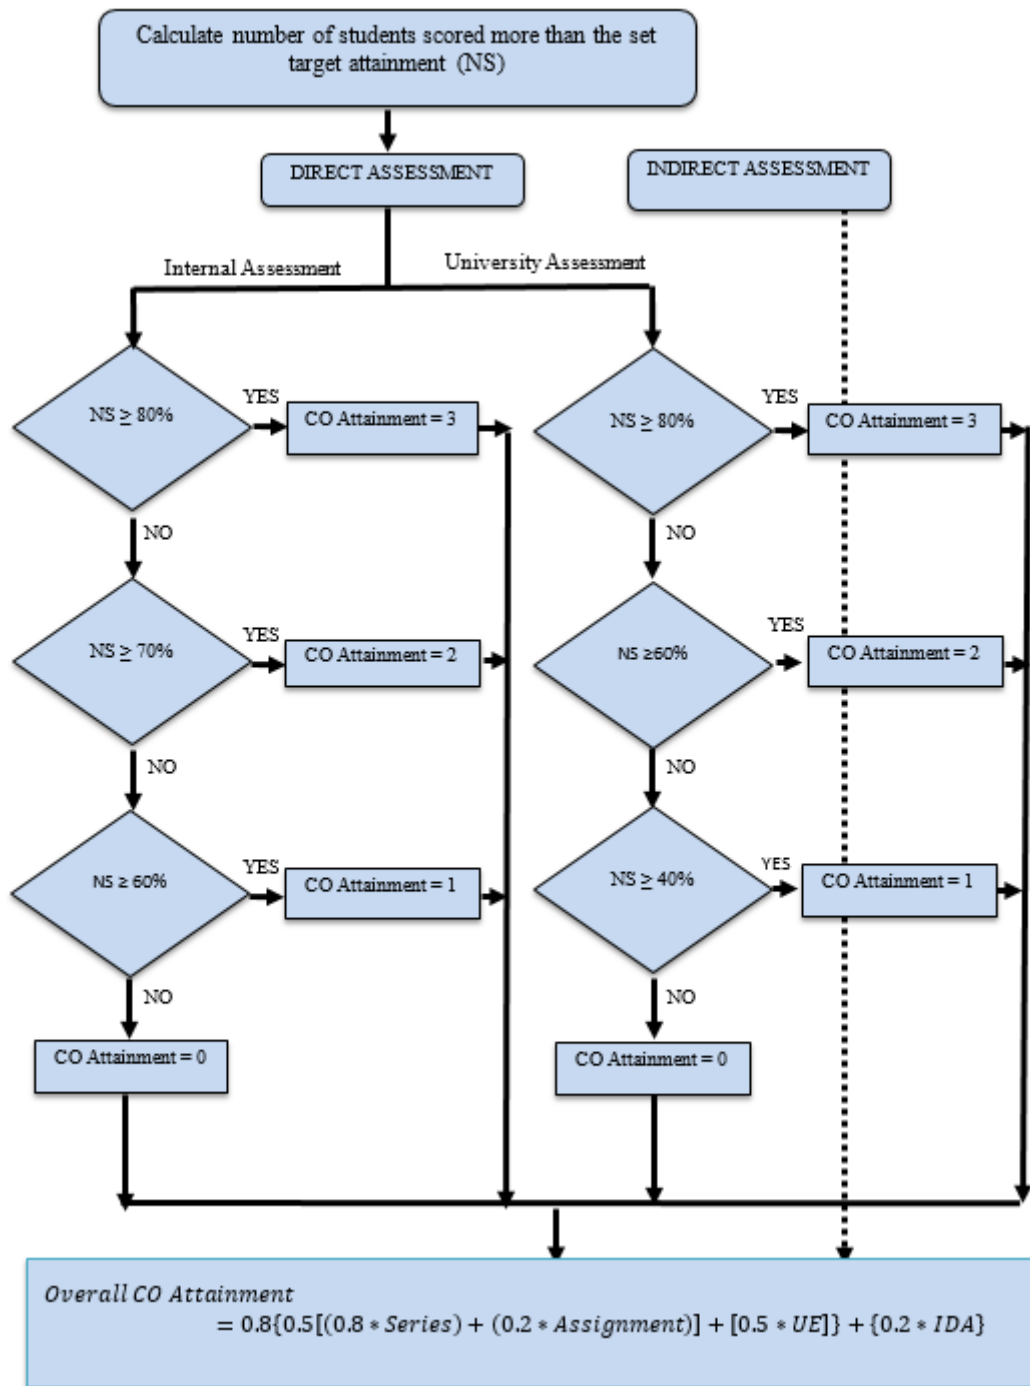 Calculate number of students scored more than the set
target attainment (NS)
DIRECT ASSESSMENT
INDIRECT ASSESSMENT
Internal Assessment
University Assessment
NS ≥ 80%
YES
CO Attainment = 3
NS ≥ 80%
YES
CO Attainment = 3
NO
NO
NS ≥ 70%
YES
CO Attainment = 2
NS ≥60%
YES
CO Attainment = 2
NO
NO
NS ≥ 60%
YES
CO Attainment = 1
NS ≥ 40%
YES
CO Attainment = 1
NO
NO
CO Attainment = 0
CO Attainment = 0
Overall CO Attainment
= 0.8{0.5[(0.8 * Series) + (0.2 * Assignment)] + [0.5 * UE]} + {0.2 * IDA}